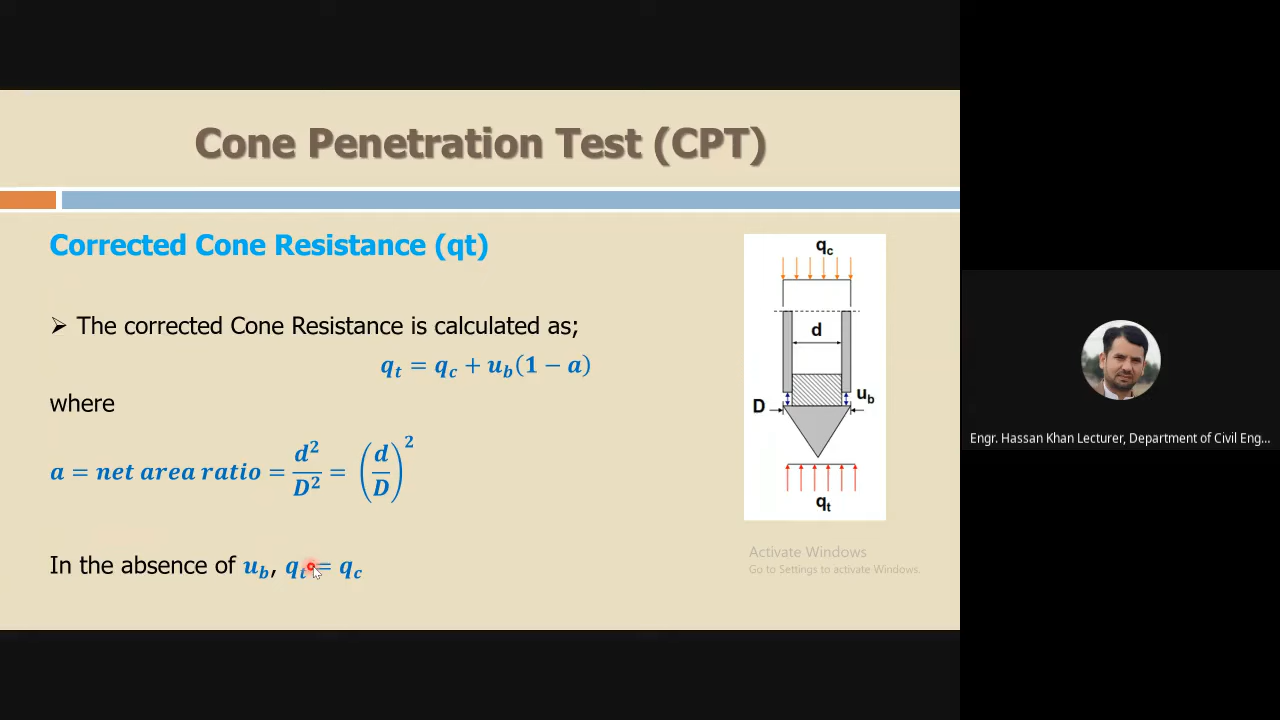 Cone Penetration Test (CPT)
Corrected Cone Resistance (qt)
➢ The corrected Cone Resistance is calculated as;
q_t = q_c + u_b(1 − a)
where
a = net area ratio = d²/D² = (d/D)²
In the absence of u_b, q_t = q_c
q_c
d
D
u_b
q_t
Activate Windows
Go to Settings to activate Windows.
Engr. Hassan Khan Lecturer, Department of Civil Eng...